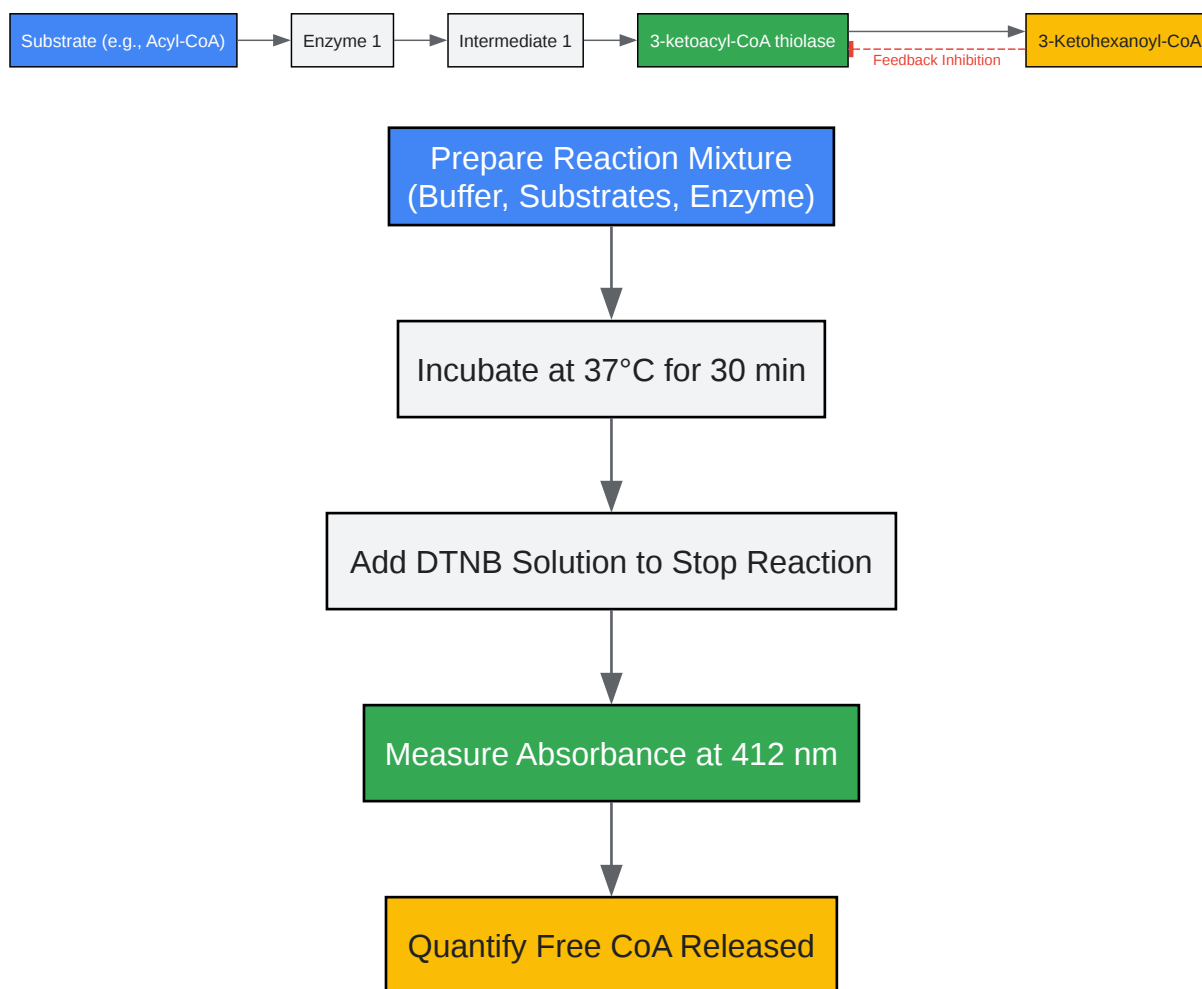 Substrate (e.g., Acyl-CoA)
Enzyme 1
Intermediate 1
3-ketoacyl-CoA thiolase
3-Ketohexanoyl-CoA
Feedback Inhibition
Prepare Reaction Mixture
(Buffer, Substrates, Enzyme)
Incubate at 37°C for 30 min
Add DTNB Solution to Stop Reaction
Measure Absorbance at 412 nm
Quantify Free CoA Released